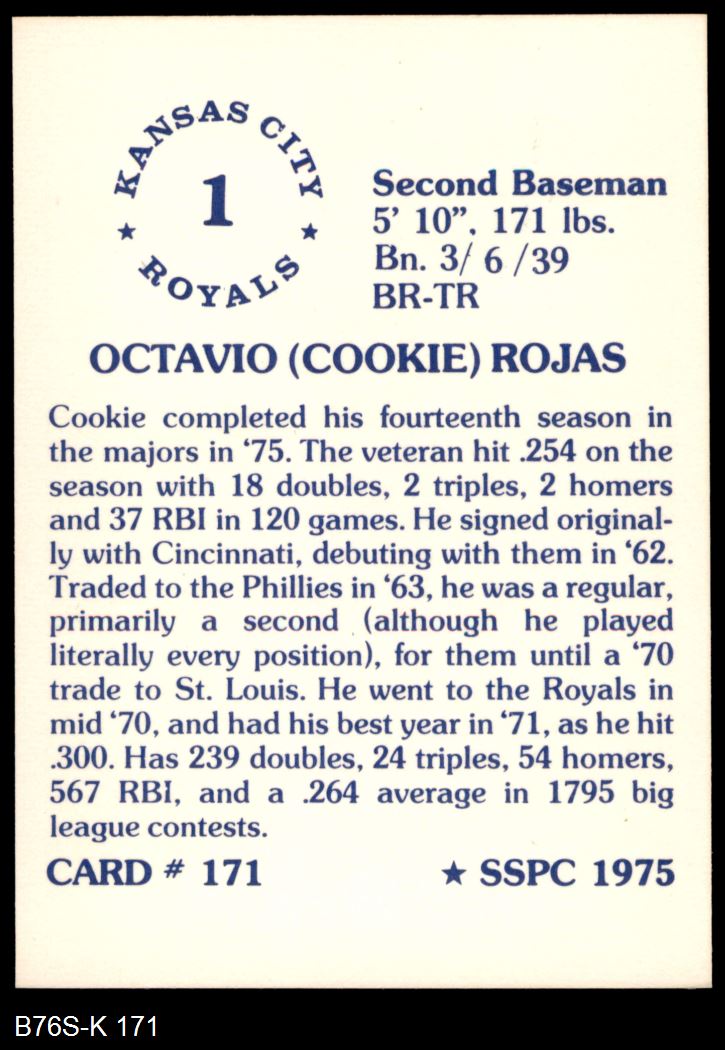 KANSAS CITY
★ 1 ★
ROYALS
Second Baseman
5’ 10”, 171 lbs.
Bn. 3/ 6 /39
BR-TR
OCTAVIO (COOKIE) ROJAS
Cookie completed his fourteenth season in
the majors in ‘75. The veteran hit .254 on the
season with 18 doubles, 2 triples, 2 homers
and 37 RBI in 120 games. He signed original-
ly with Cincinnati, debuting with them in ‘62.
Traded to the Phillies in ‘63, he was a regular,
primarily a second (although he played
literally every position), for them until a ‘70
trade to St. Louis. He went to the Royals in
mid ‘70, and had his best year in ‘71, as he hit
.300. Has 239 doubles, 24 triples, 54 homers,
567 RBI, and a .264 average in 1795 big
league contests.
CARD # 171 ★ SSPC 1975
B76S-K 171